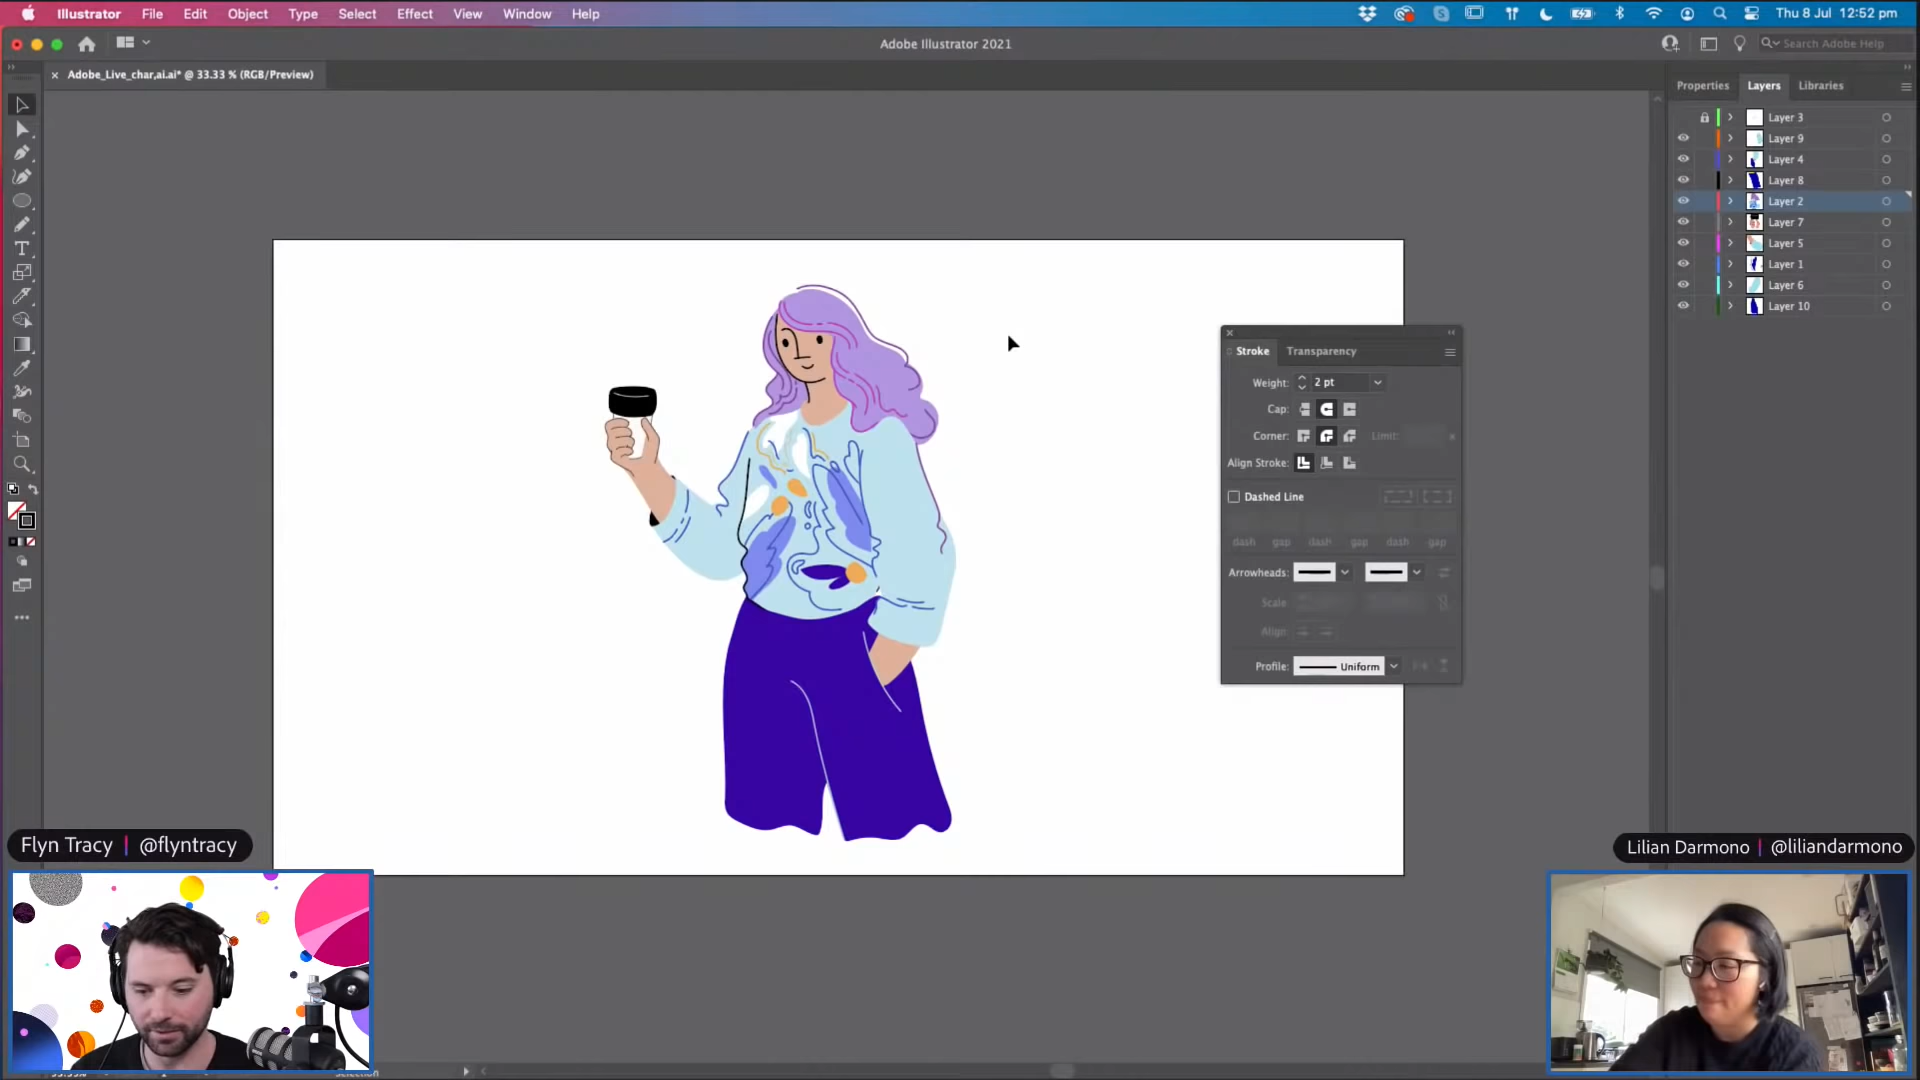 Illustrator File Edit Object Type Select Effect View Window Help
Thu 8 Jul 12:52 pm
Adobe Illustrator 2021
Search Adobe Help
Adobe_Live_char,ai.ai* @ 33.33 % (RGB/Preview)
Properties Layers Libraries
Layer 3
Layer 9
Layer 4
Layer 8
Layer 2
Layer 7
Layer 5
Layer 1
Layer 6
Layer 10
Stroke Transparency
Weight: 2 pt
Cap:
Corner: Limit:
Align Stroke:
Dashed Line
dash gap dash gap dash gap
Arrowheads:
Scale
Align:
Profile: Uniform
Flyn Tracy | @flyntracy
Lilian Darmono | @liliandarmono
Selection